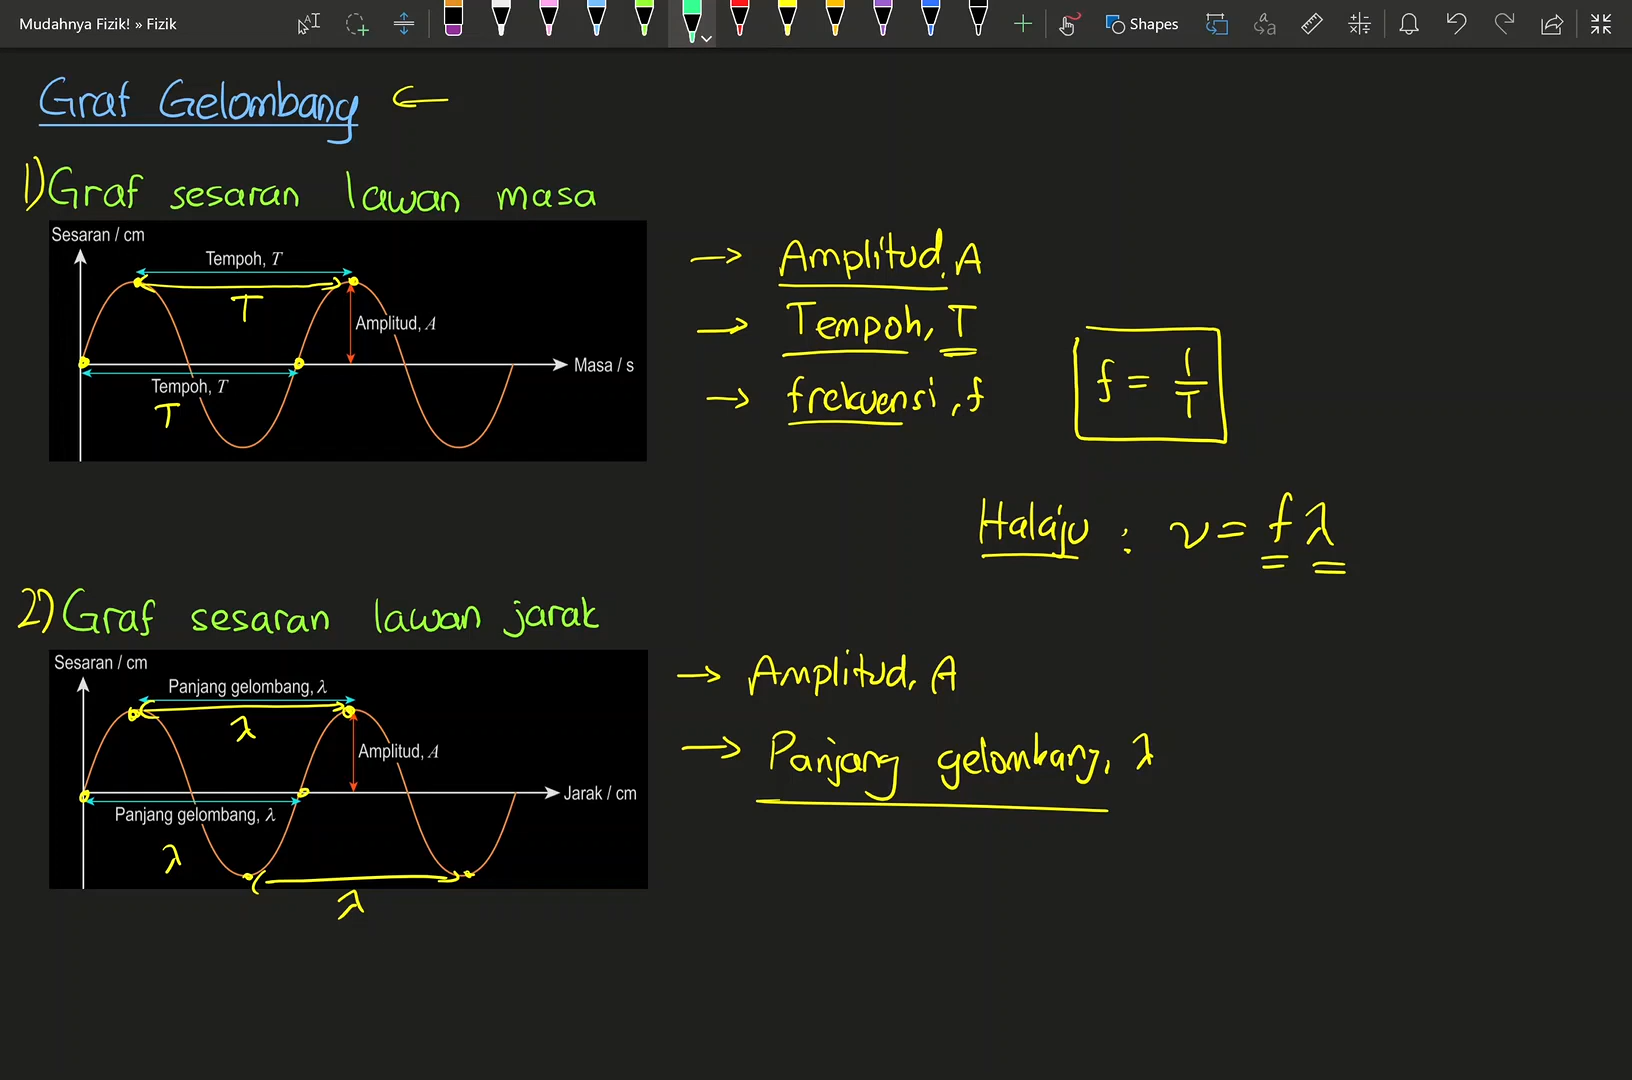 Mudahnya Fizik! » Fizik
Shapes
Graf Gelombang ←
1) Graf sesaran lawan masa
Sesaran / cm
Tempoh, T
T
Amplitud, A
Masa / s
Tempoh, T
T
→ Amplitud, A
→ Tempoh, T
→ frekuensi, f
f = 1/T
Halaju : v = f λ
2) Graf sesaran lawan jarak
Sesaran / cm
Panjang gelombang, λ
λ
Amplitud, A
Jarak / cm
Panjang gelombang, λ
λ
λ
→ Amplitud, A
→ Panjang gelombang, λ